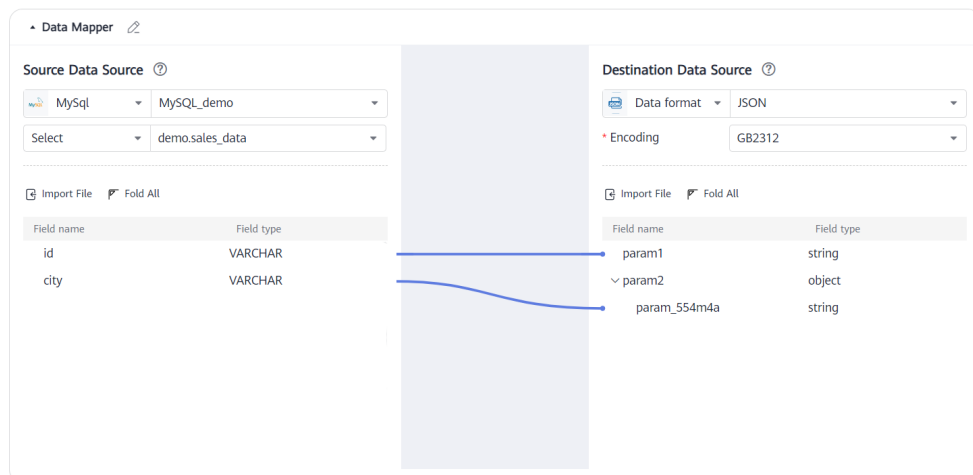 Data Mapper
Source Data Source
MySQL MySql MySQL_demo
Select demo.sales_data
Import File Fold All
Field name Field type
id VARCHAR
city VARCHAR
Destination Data Source
JSON Data format JSON
* Encoding GB2312
Import File Fold All
Field name Field type
param1 string
param2 object
param_554m4a string